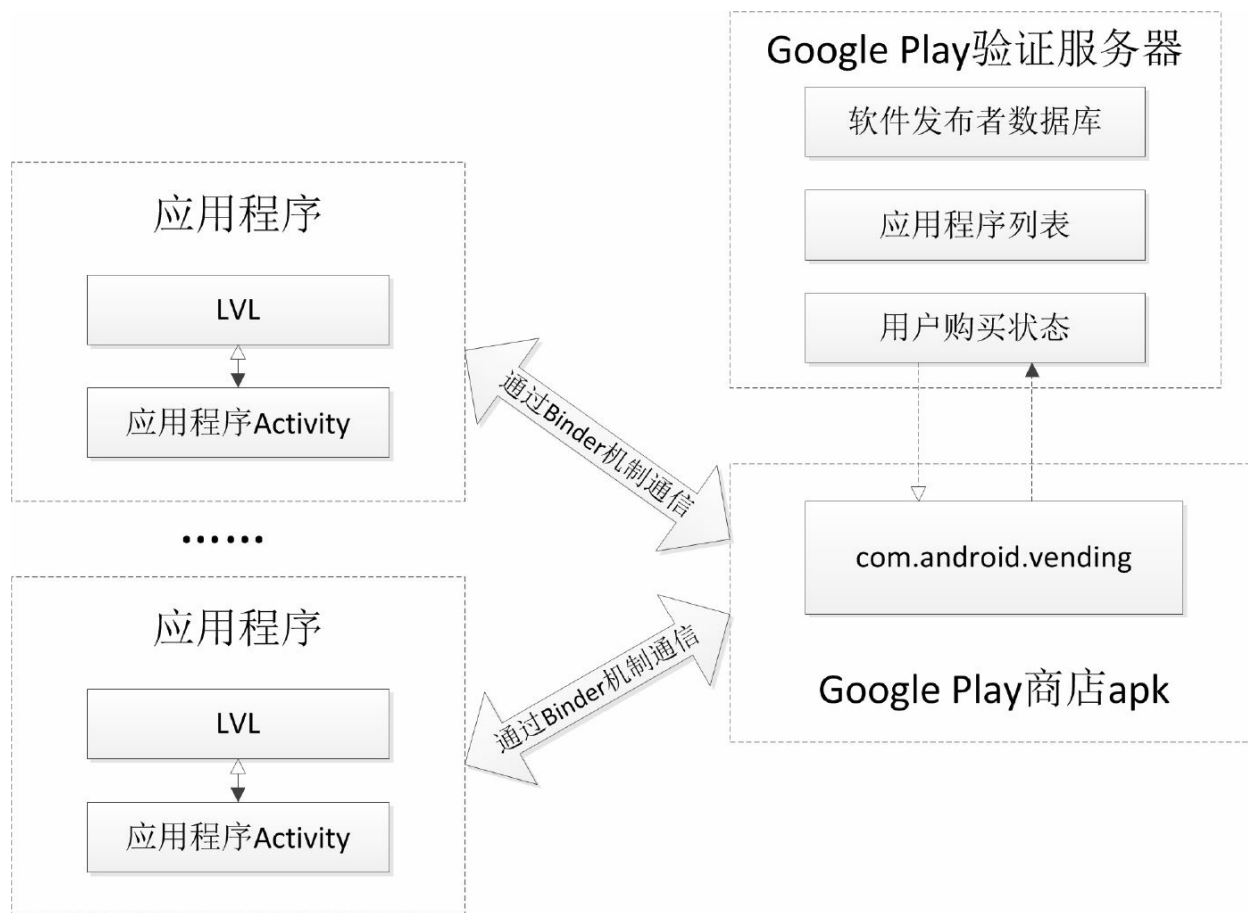 Google Play验证服务器
软件发布者数据库
应用程序列表
用户购买状态
应用程序
LVL
应用程序Activity
通过Binder机制通信
……
应用程序
LVL
应用程序Activity
通过Binder机制通信
com.android.vending
Google Play商店apk